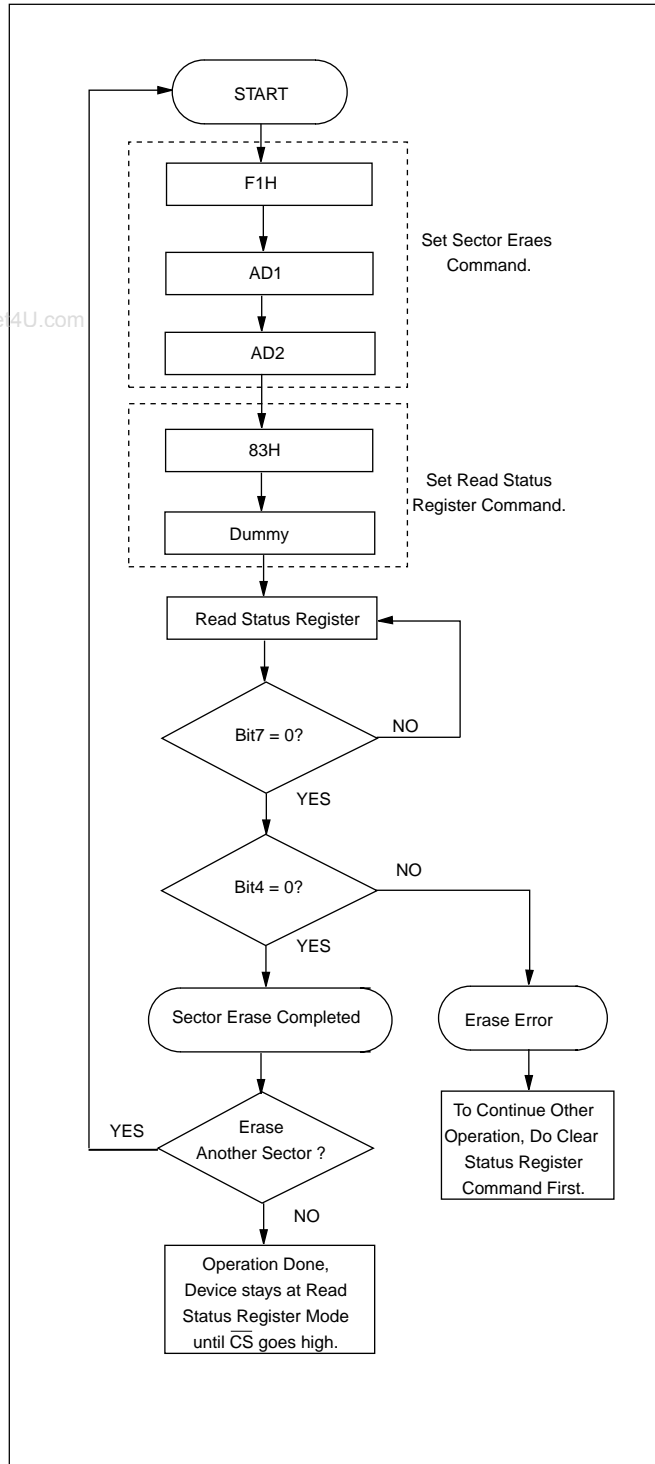 START
F1H
AD1
AD2
Set Sector Eraes
Command.
83H
Dummy
Set Read Status
Register Command.
Read Status Register
Bit7 = 0?
NO
YES
Bit4 = 0?
NO
YES
Sector Erase Completed
Erase Error
YES
Erase
Another Sector ?
NO
To Continue Other
Operation, Do Clear
Status Register
Command First.
Operation Done,
Device stays at Read
Status Register Mode
until C̅S̅ goes high.